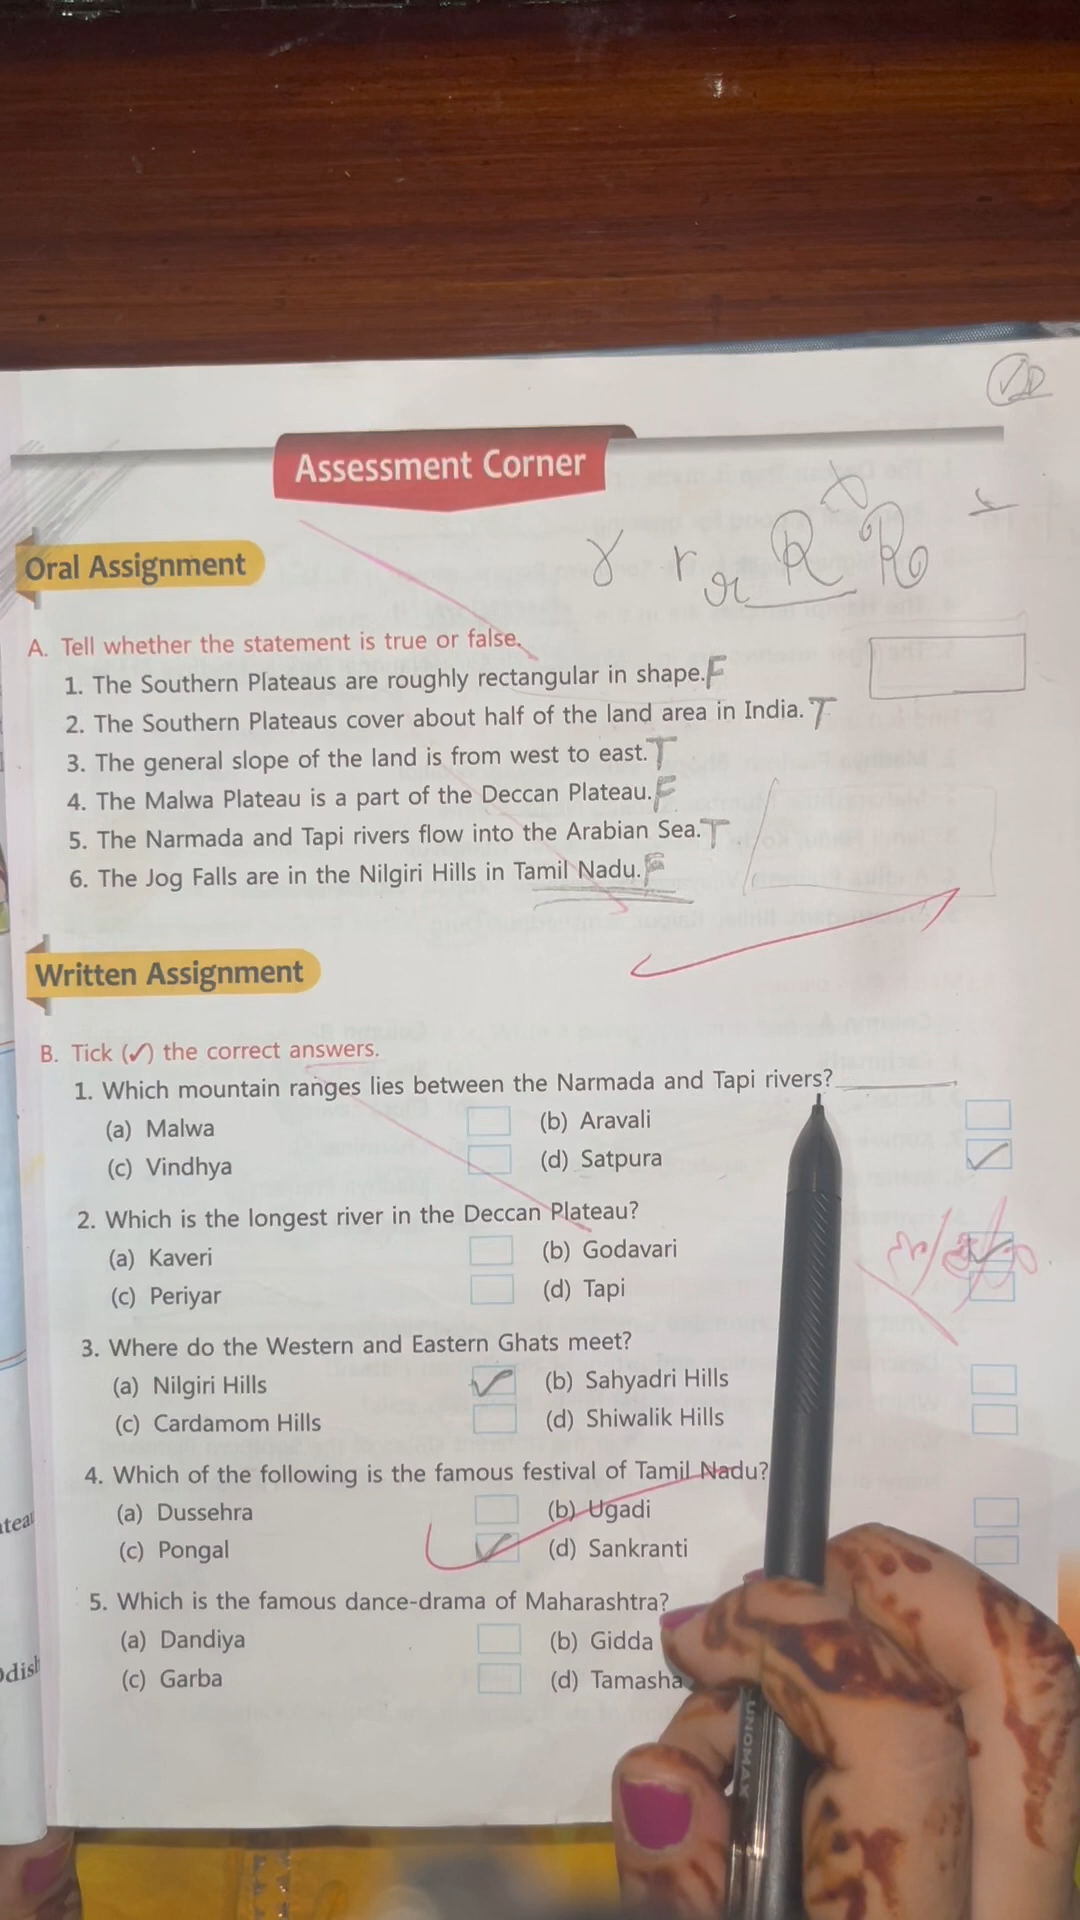 Assessment Corner
Oral Assignment
r r R
A. Tell whether the statement is true or false.
1. The Southern Plateaus are roughly rectangular in shape. F
2. The Southern Plateaus cover about half of the land area in India. T
3. The general slope of the land is from west to east. T
4. The Malwa Plateau is a part of the Deccan Plateau. F
5. The Narmada and Tapi rivers flow into the Arabian Sea. T
6. The Jog Falls are in the Nilgiri Hills in Tamil Nadu. F
Written Assignment
B. Tick (✓) the correct answers.
1. Which mountain ranges lies between the Narmada and Tapi rivers? ________.
(a) Malwa (b) Aravali
(c) Vindhya (d) Satpura ✓
2. Which is the longest river in the Deccan Plateau?
(a) Kaveri (b) Godavari ✓
(c) Periyar (d) Tapi
3. Where do the Western and Eastern Ghats meet?
(a) Nilgiri Hills ✓ (b) Sahyadri Hills
(c) Cardamom Hills (d) Shiwalik Hills
4. Which of the following is the famous festival of Tamil Nadu?
(a) Dussehra (b) Ugadi
(c) Pongal ✓ (d) Sankranti
5. Which is the famous dance-drama of Maharashtra?
(a) Dandiya (b) Gidda
(c) Garba (d) Tamasha
UNOMAX